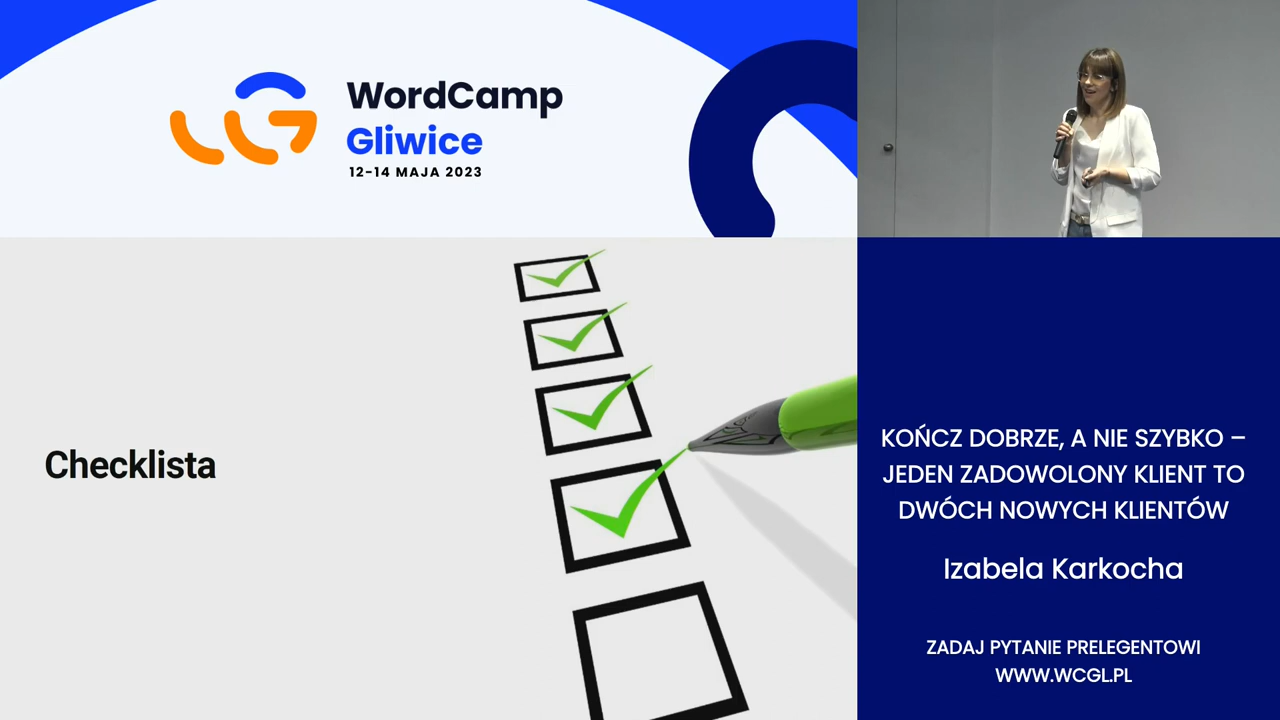 WordCamp
Gliwice
12-14 MAJA 2023
Checklista
KOŃCZ DOBRZE, A NIE SZYBKO –
JEDEN ZADOWOLONY KLIENT TO
DWÓCH NOWYCH KLIENTÓW
Izabela Karkocha
ZADAJ PYTANIE PRELEGENTOWI
WWW.WCGL.PL